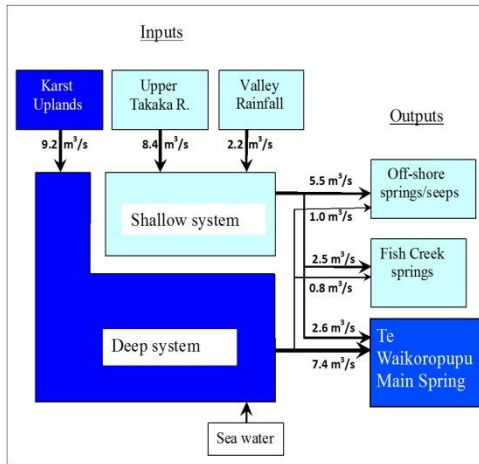 Inputs
Karst
Uplands
Upper
Takaka R.
Valley
Rainfall
Outputs
9.2 m³/s
8.4 m³/s
2.2 m³/s
5.5 m³/s
Off-shore
springs/seeps
1.0 m³/s
Shallow system
2.5 m³/s
Fish Creek
springs
0.8 m³/s
2.6 m³/s
Te
Waikoropupu
Main Spring
Deep system
7.4 m³/s
Sea water